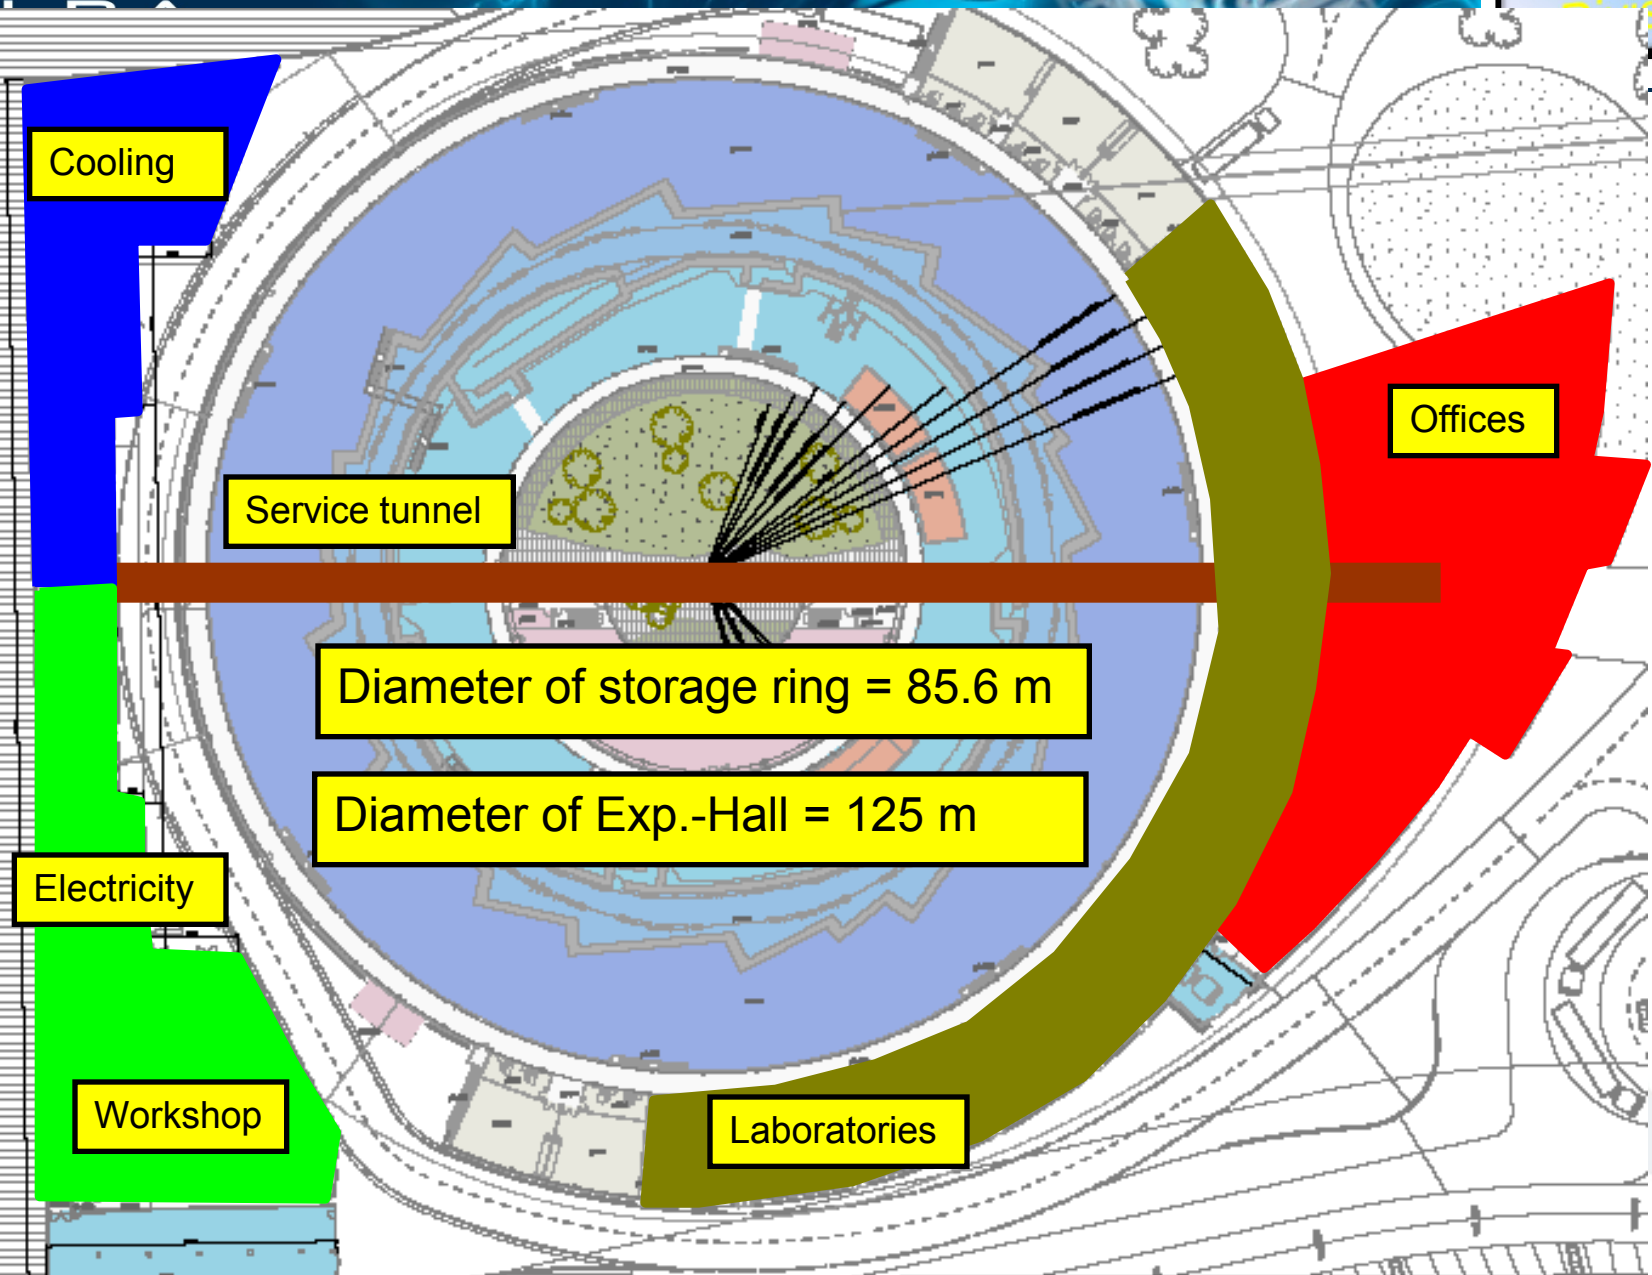 Cooling
Offices
Service tunnel
Diameter of storage ring = 85.6 m
Diameter of Exp.-Hall = 125 m
Electricity
Workshop
Laboratories